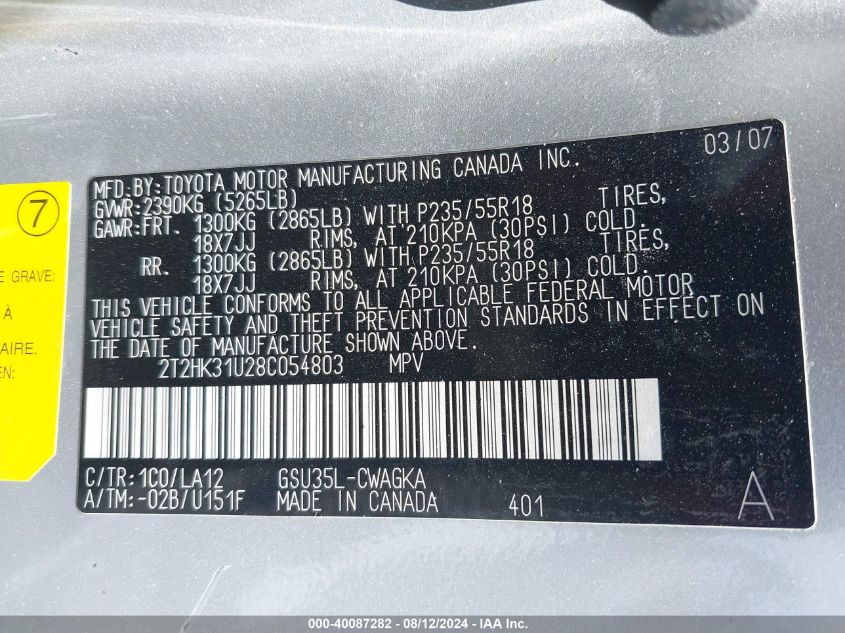 7
E GRAVE:
À
AIRE.
EN:
03/07
MFD.BY:TOYOTA MOTOR MANUFACTURING CANADA INC.
GVWR:2390KG (5265LB)
GAWR:FRT. 1300KG (2865LB) WITH P235/55R18 TIRES,
18X7JJ RIMS, AT 210KPA (30PSI) COLD.
RR. 1300KG (2865LB) WITH P235/55R18 TIRES,
18X7JJ RIMS, AT 210KPA (30PSI) COLD.
THIS VEHICLE CONFORMS TO ALL APPLICABLE FEDERAL MOTOR
VEHICLE SAFETY AND THEFT PREVENTION STANDARDS IN EFFECT ON
THE DATE OF MANUFACTURE SHOWN ABOVE.
2T2HK31U28C054803 MPV
C/TR:1C0/LA12 GSU35L-CWAGKA
A/TM:-02B/U151F MADE IN CANADA 401 A
000-40087282 - 08/12/2024 - © IAA, Inc.